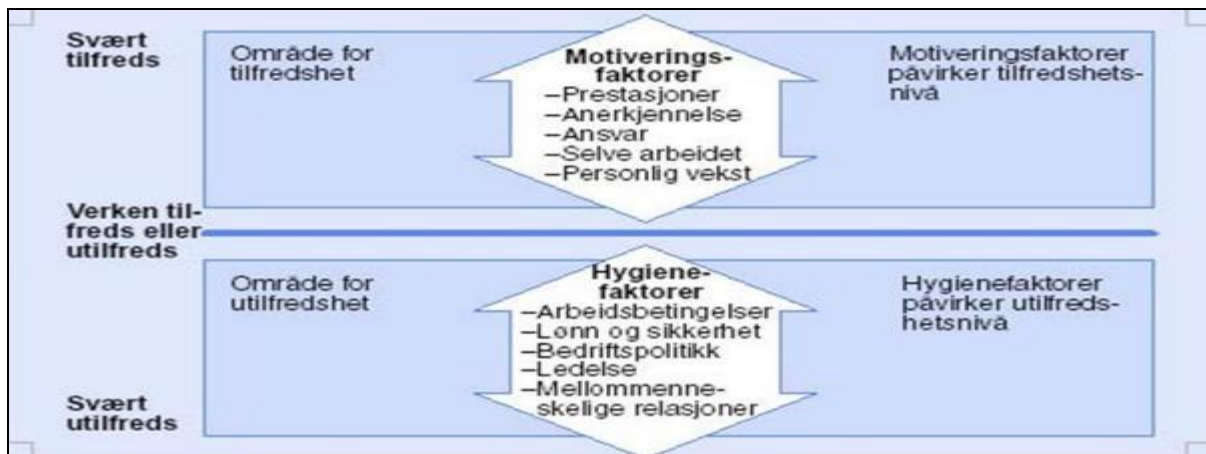 Svært
tilfreds
Område for
tilfredshet
Motiverings-
faktorer
–Prestasjoner
–Anerkjennelse
–Ansvar
–Selve arbeidet
–Personlig vekst
Motiveringsfaktorer
påvirker tilfredshets-
nivå
Verken til-
freds eller
utilfreds
Område for
utilfredshet
Hygiene-
faktorer
–Arbeidsbetingelser
–Lønn og sikkerhet
–Bedriftspolitikk
–Ledelse
–Mellommenne-
skelige relasjoner
Hygienefaktorer
påvirker utilfreds-
hetsnivå
Svært
utilfreds